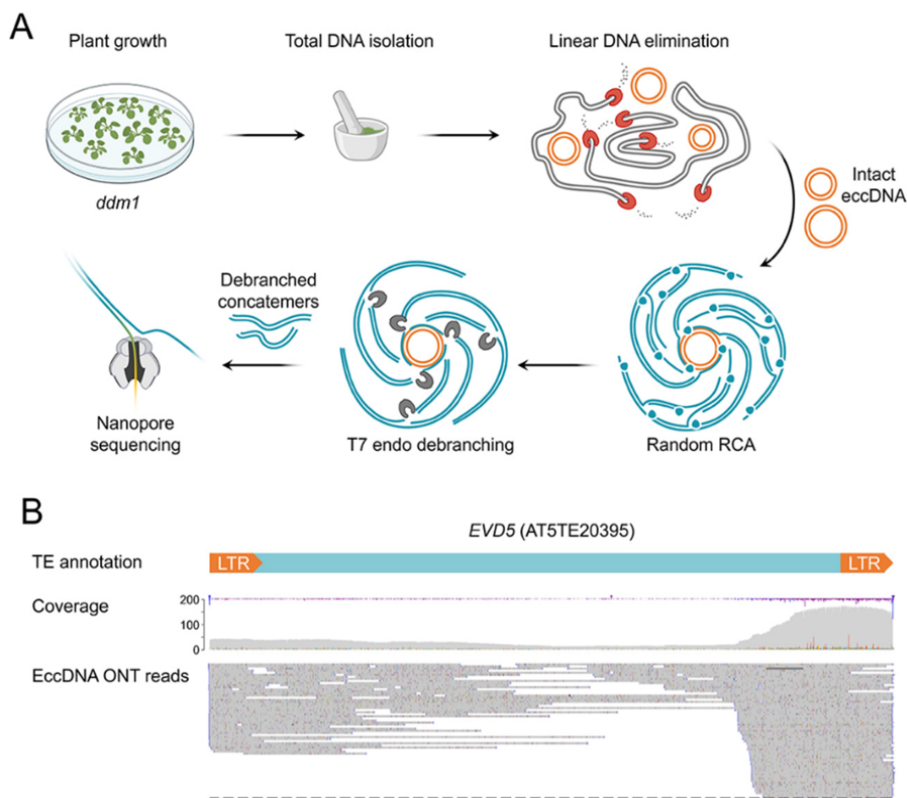 A
Plant growth
Total DNA isolation
Linear DNA elimination
ddm1
Intact
eccDNA
Debranched
concatemers
Nanopore
sequencing
T7 endo debranching
Random RCA
B
EVD5 (AT5TE20395)
TE annotation
LTR
LTR
Coverage
200
100
0
EccDNA ONT reads